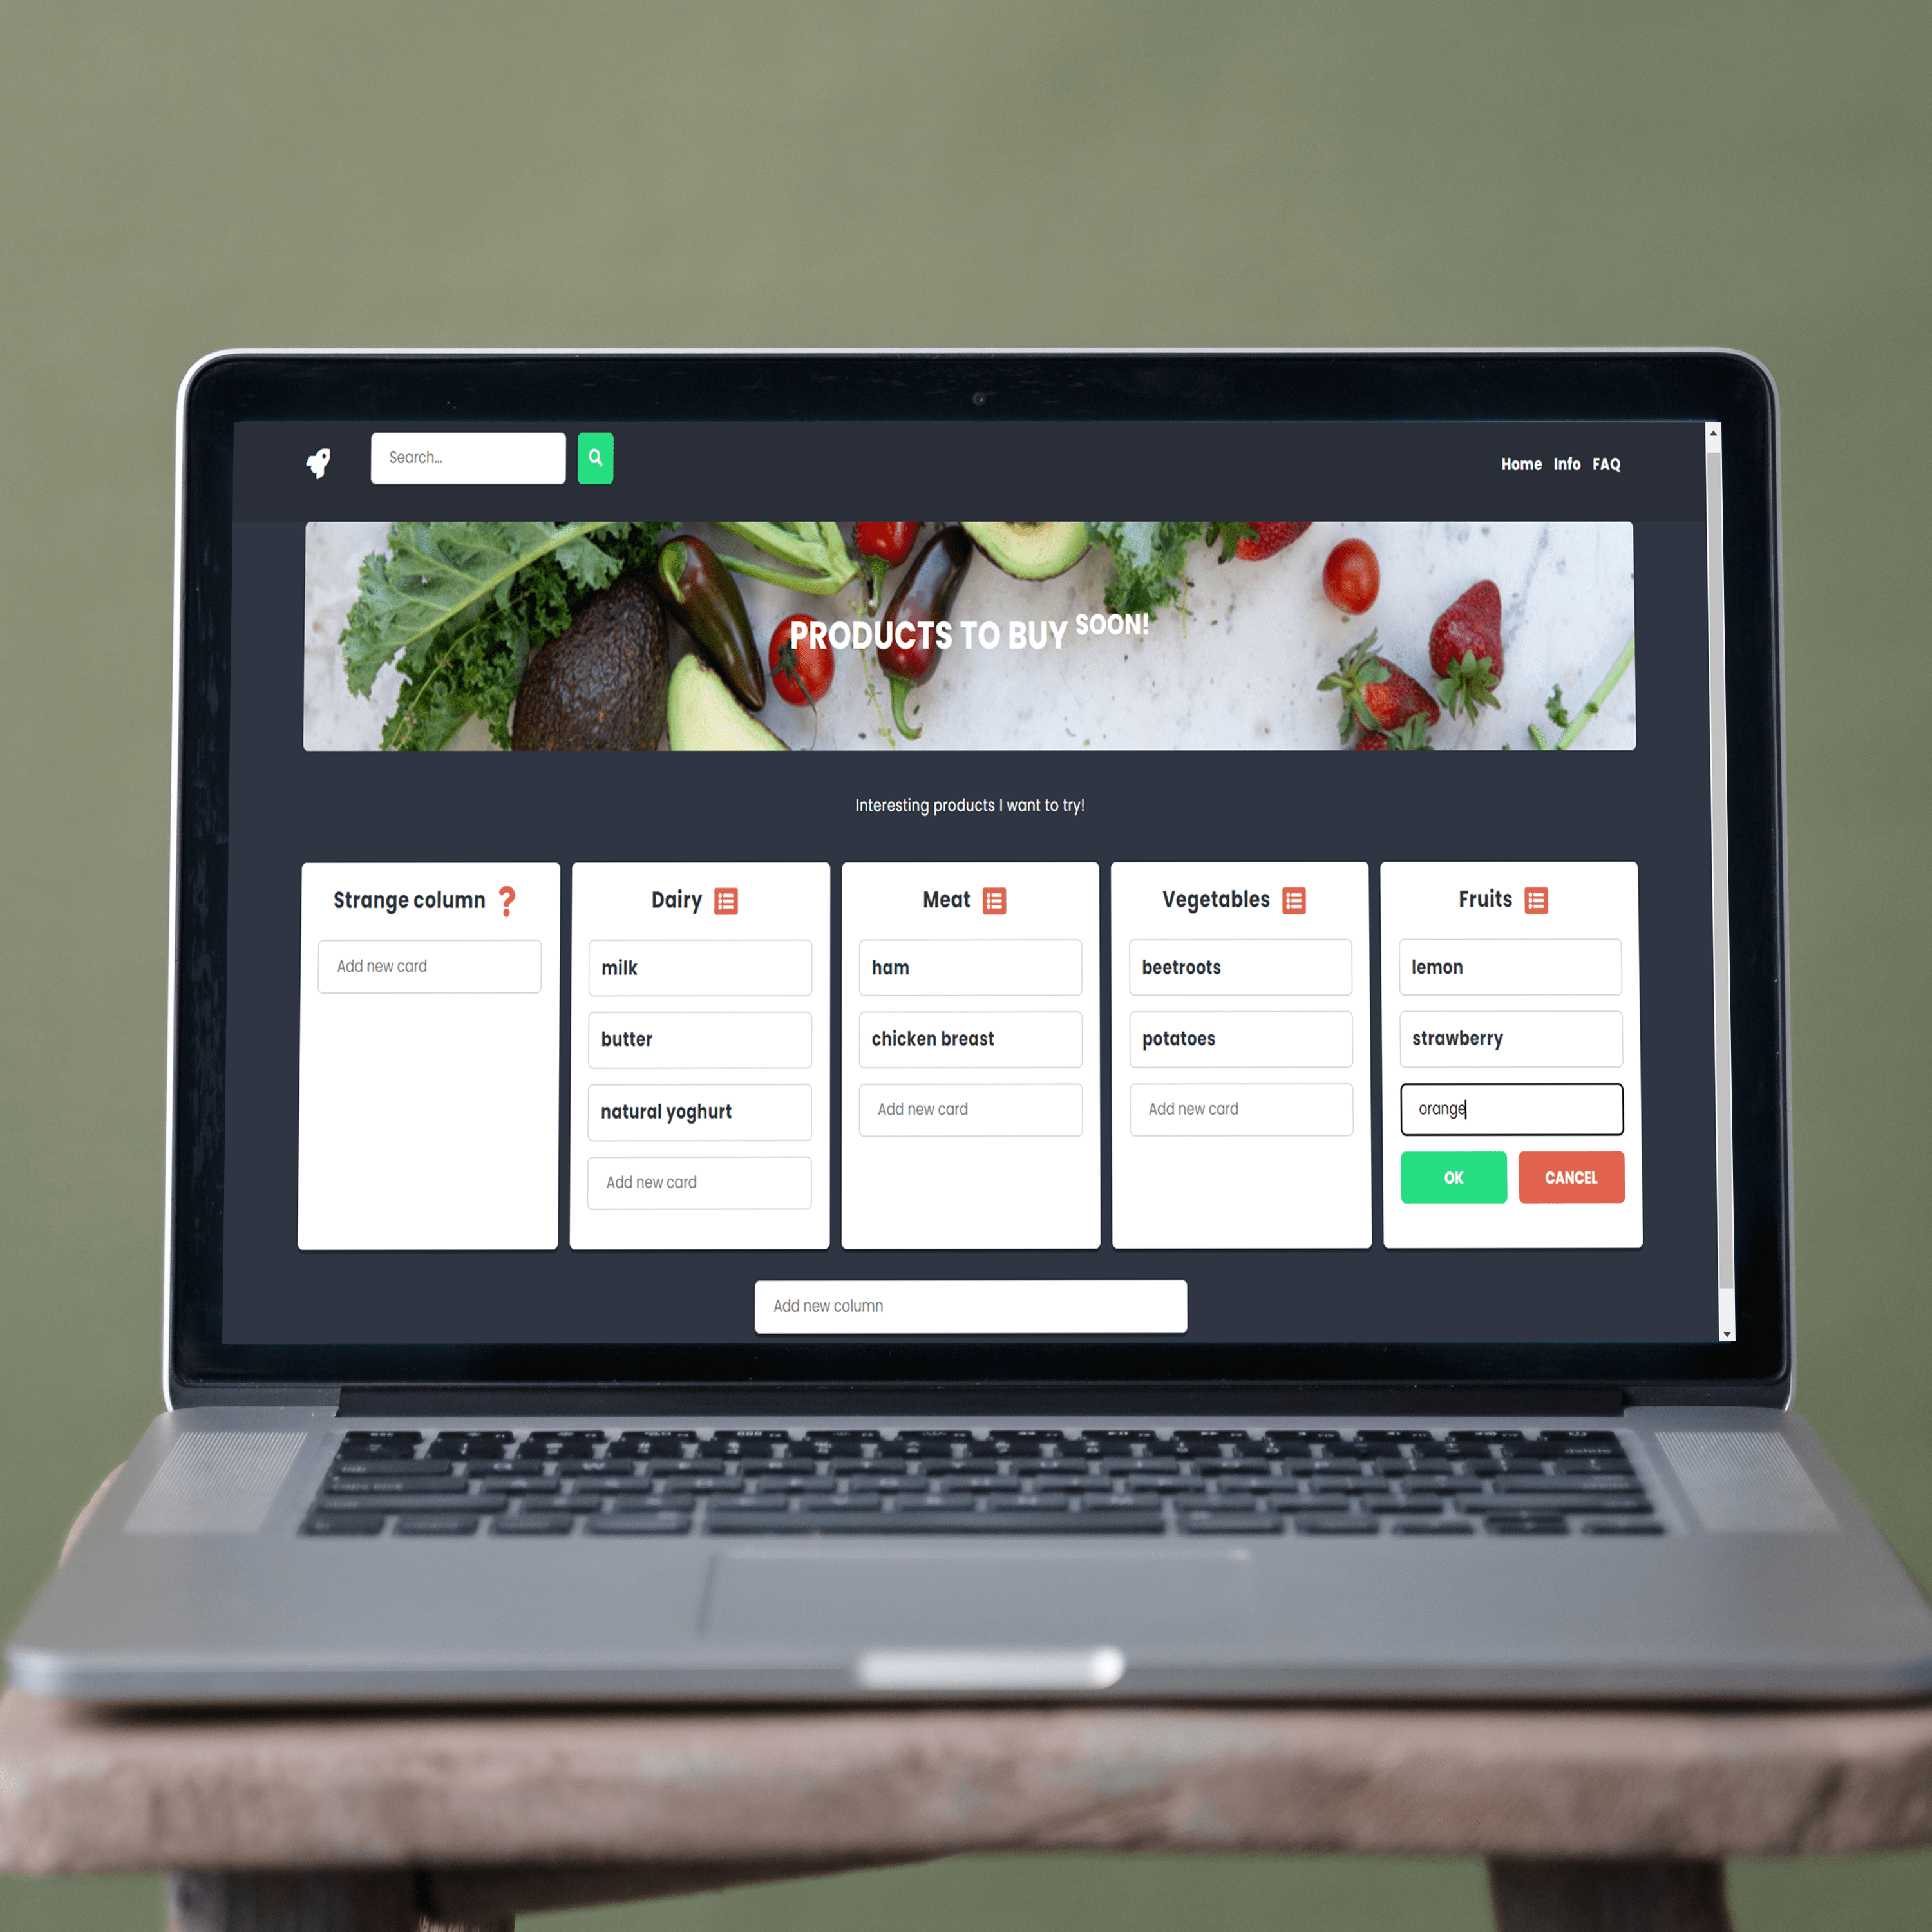 Search...
Home Info FAQ
PRODUCTS TO BUY SOON!
Interesting products I want to try!
Strange column
Add new card
Dairy
milk
butter
natural yoghurt
Add new card
Meat
ham
chicken breast
Add new card
Vegetables
beetroots
potatoes
Add new card
Fruits
lemon
strawberry
orange
OK CANCEL
Add new column